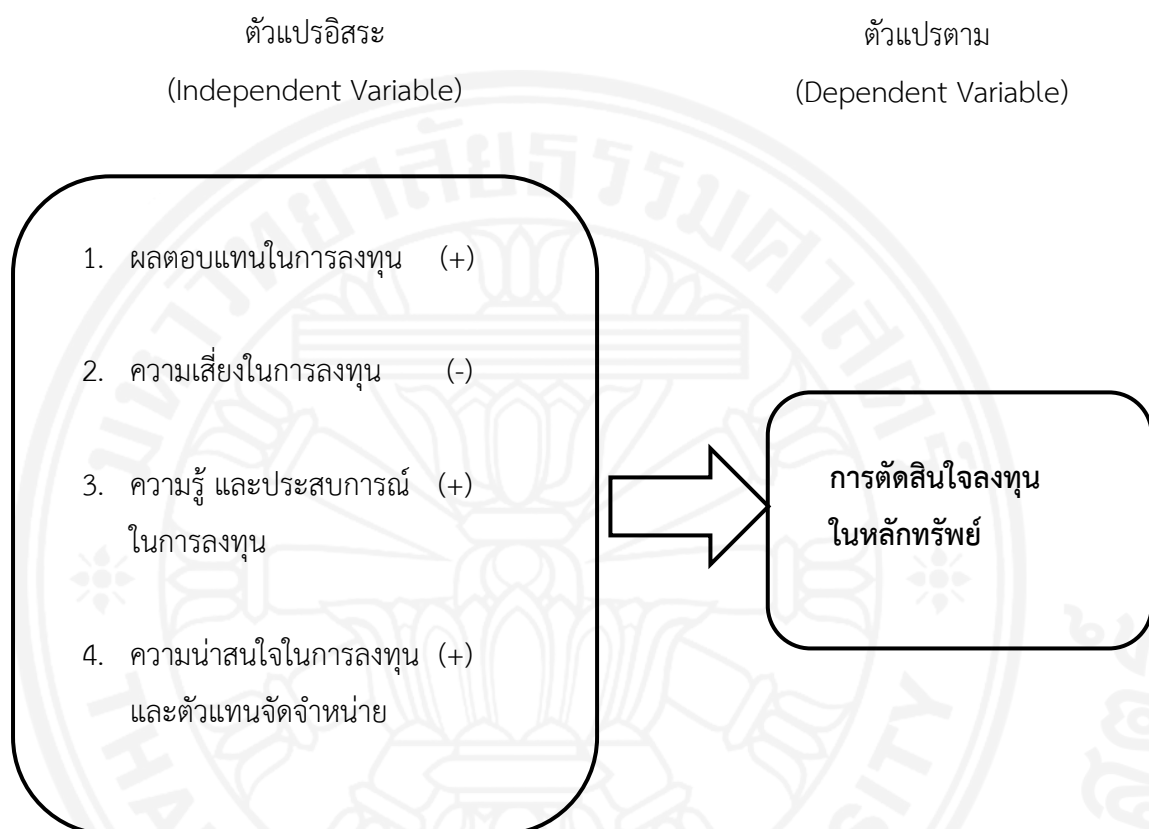 ตัวแปรอิสระ
(Independent Variable)
ตัวแปรตาม
(Dependent Variable)
1. ผลตอบแทนในการลงทุน (+)
2. ความเสี่ยงในการลงทุน (-)
3. ความรู้ และประสบการณ์ (+)
ในการลงทุน
4. ความน่าสนใจในการลงทุน (+)
และตัวแทนจัดจำหน่าย
การตัดสินใจลงทุน
ในหลักทรัพย์